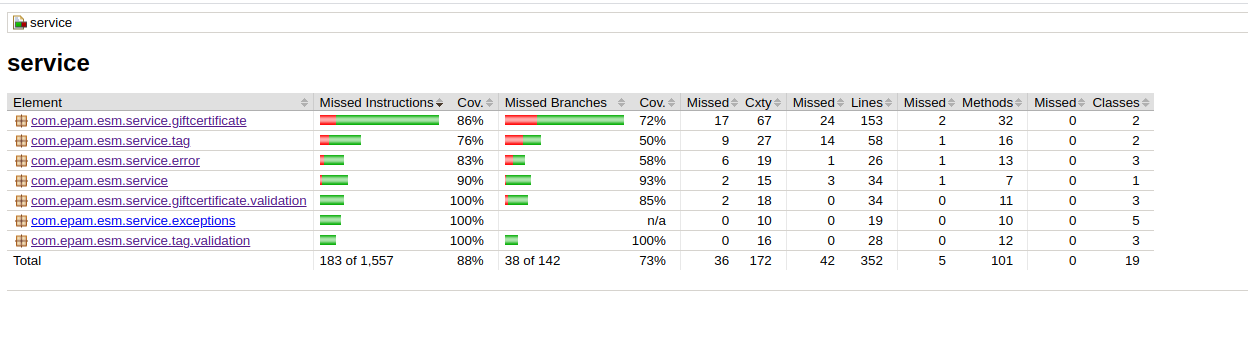 service
service
Element Missed Instructions Cov. Missed Branches Cov. Missed Cxty Missed Lines Missed Methods Missed Classes
com.epam.esm.service.giftcertificate 86% 72% 17 67 24 153 2 32 0 2
com.epam.esm.service.tag 76% 50% 9 27 14 58 1 16 0 2
com.epam.esm.service.error 83% 58% 6 19 1 26 1 13 0 3
com.epam.esm.service 90% 93% 2 15 3 34 1 7 0 1
com.epam.esm.service.giftcertificate.validation 100% 85% 2 18 0 34 0 11 0 3
com.epam.esm.service.exceptions 100% n/a 0 10 0 19 0 10 0 5
com.epam.esm.service.tag.validation 100% 100% 0 16 0 28 0 12 0 3
Total 183 of 1,557 88% 38 of 142 73% 36 172 42 352 5 101 0 19